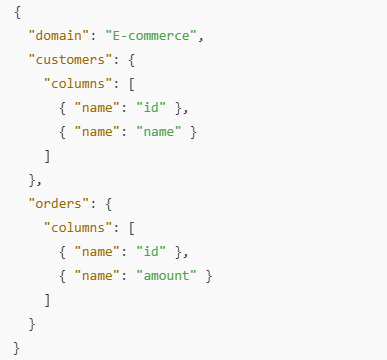 {
  "domain": "E-commerce",
  "customers": {
    "columns": [
      { "name": "id" },
      { "name": "name" }
    ]
  },
  "orders": {
    "columns": [
      { "name": "id" },
      { "name": "amount" }
    ]
  }
}